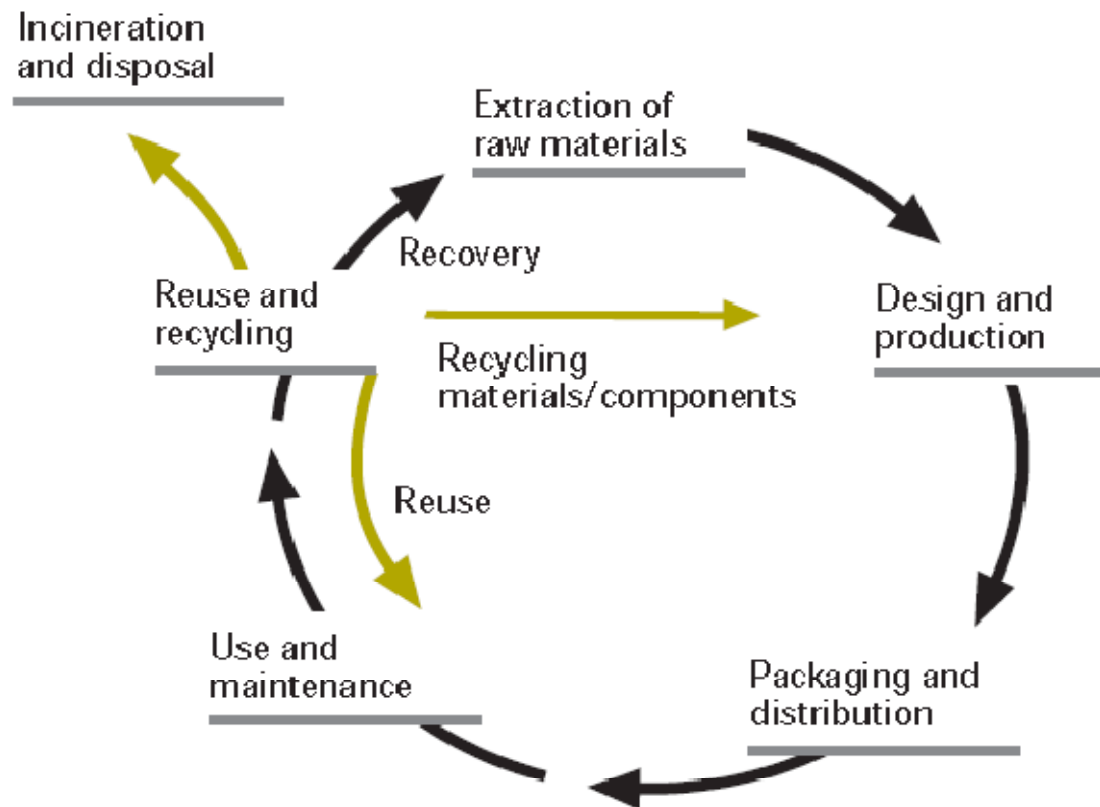 Incineration
and disposal
Extraction of
raw materials
Recovery
Reuse and
recycling
Design and
production
Recycling
materials/components
Reuse
Use and
maintenance
Packaging and
distribution